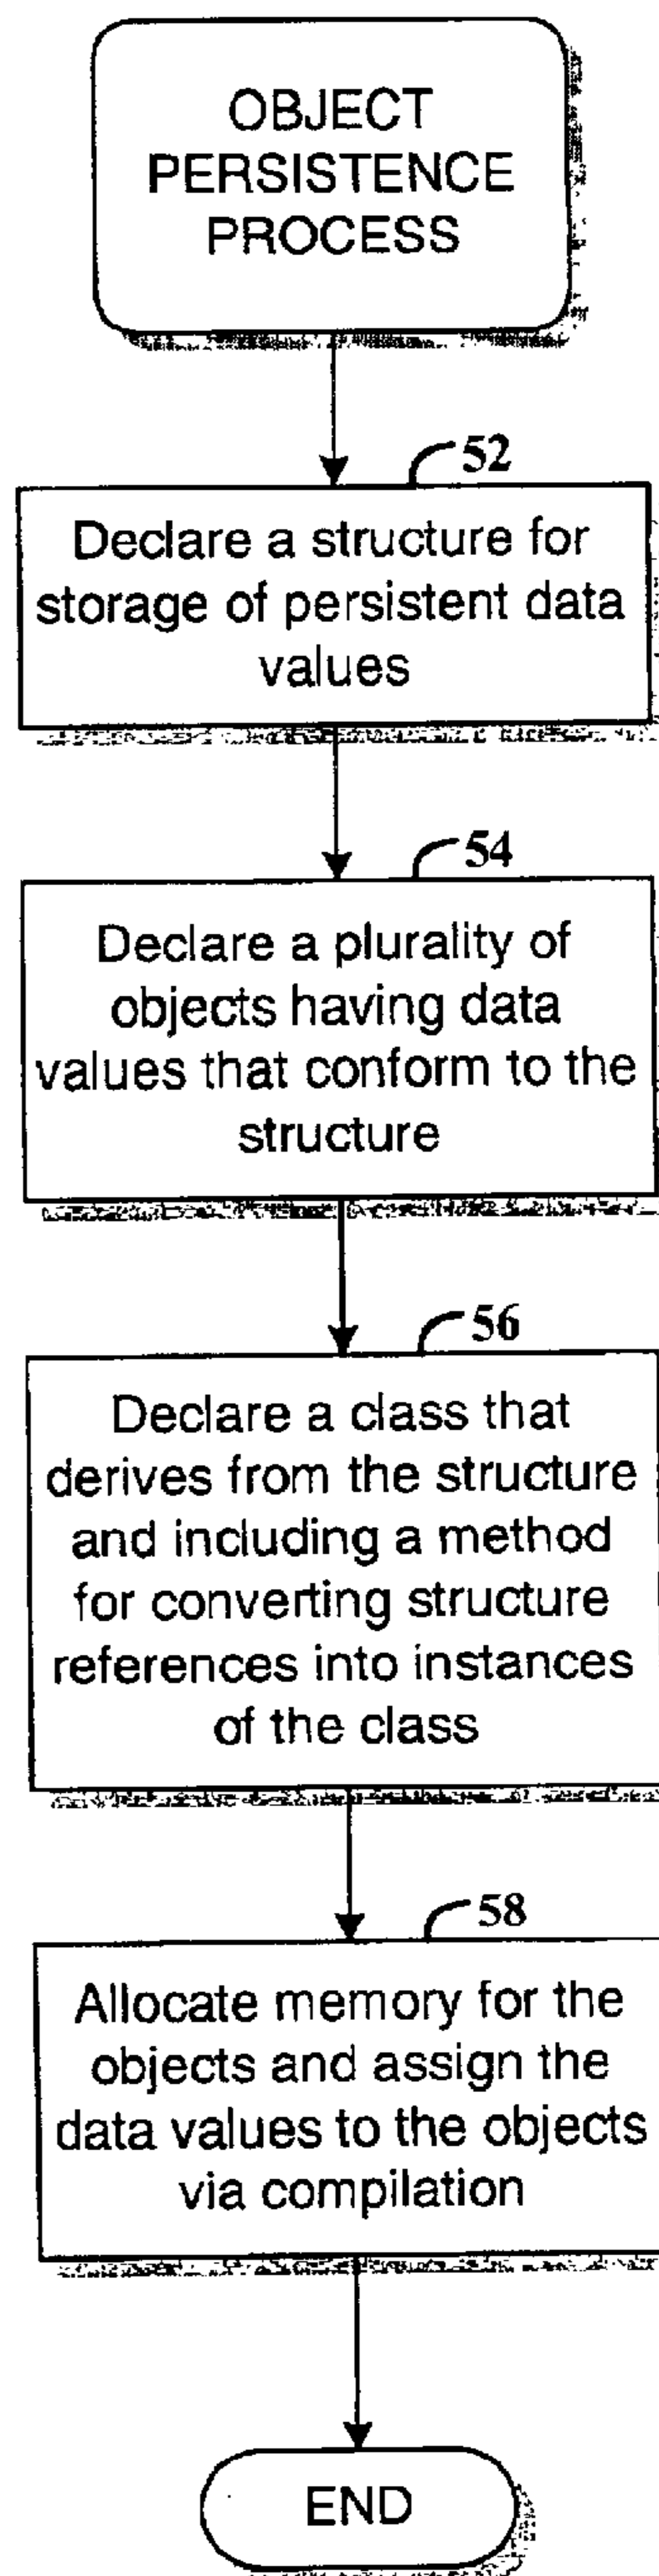 OBJECT
PERSISTENCE
PROCESS
52
Declare a structure for
storage of persistent data
values
54
Declare a plurality of
objects having data
values that conform to the
structure
56
Declare a class that
derives from the structure
and including a method
for converting structure
references into instances
of the class
58
Allocate memory for the
objects and assign the
data values to the objects
via compilation
END